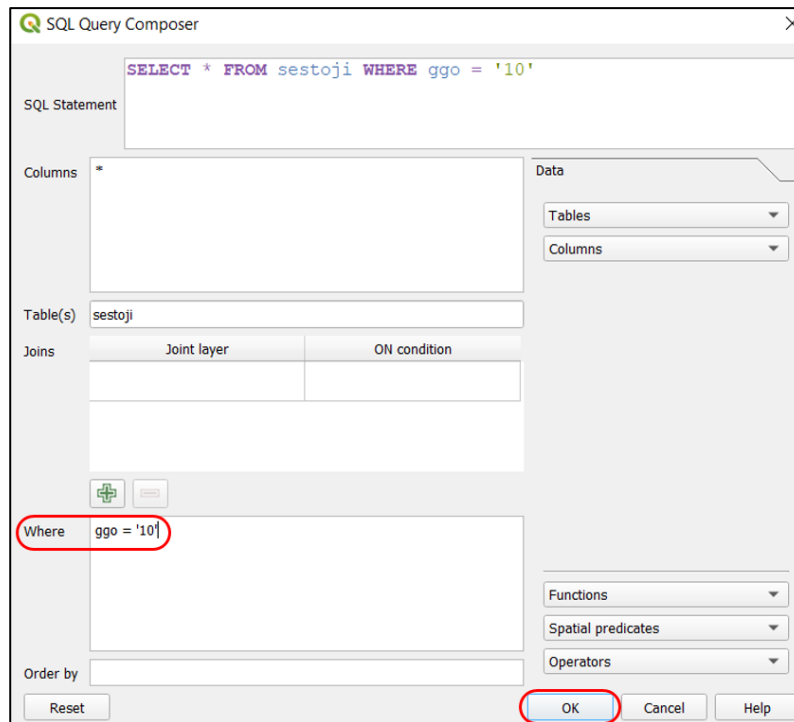 SQL Query Composer
SELECT * FROM sestoji WHERE ggo = '10'
SQL Statement
Columns
*
Data
Tables
Columns
Table(s)
sestoji
Joins
Joint layer
ON condition
Where
ggo = '10'
Functions
Spatial predicates
Operators
Order by
Reset
OK
Cancel
Help